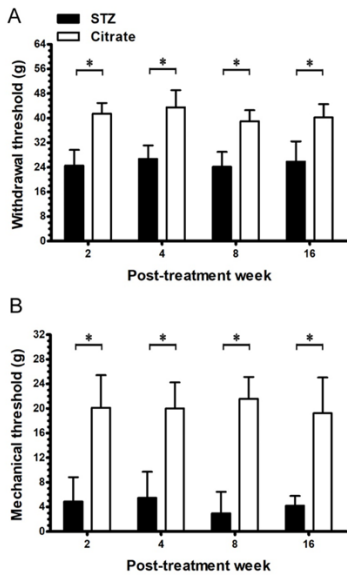 A
STZ
Citrate
Withdrawal threshold (g)
64
56
48
40
32
24
16
8
0
* * * *
2 4 8 16
Post-treatment week
B
Mechanical threshold (g)
32
28
24
20
16
12
8
4
0
* * * *
2 4 8 16
Post-treatment week